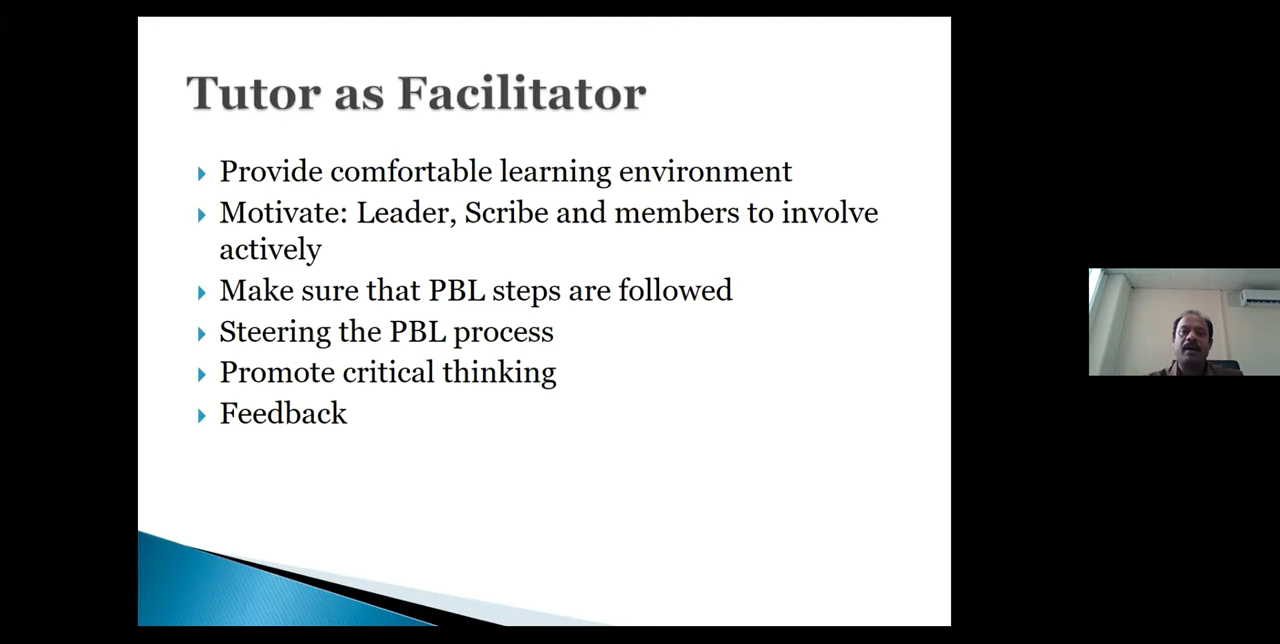 Tutor as Facilitator
Provide comfortable learning environment
Motivate: Leader, Scribe and members to involve
actively
Make sure that PBL steps are followed
Steering the PBL process
Promote critical thinking
Feedback